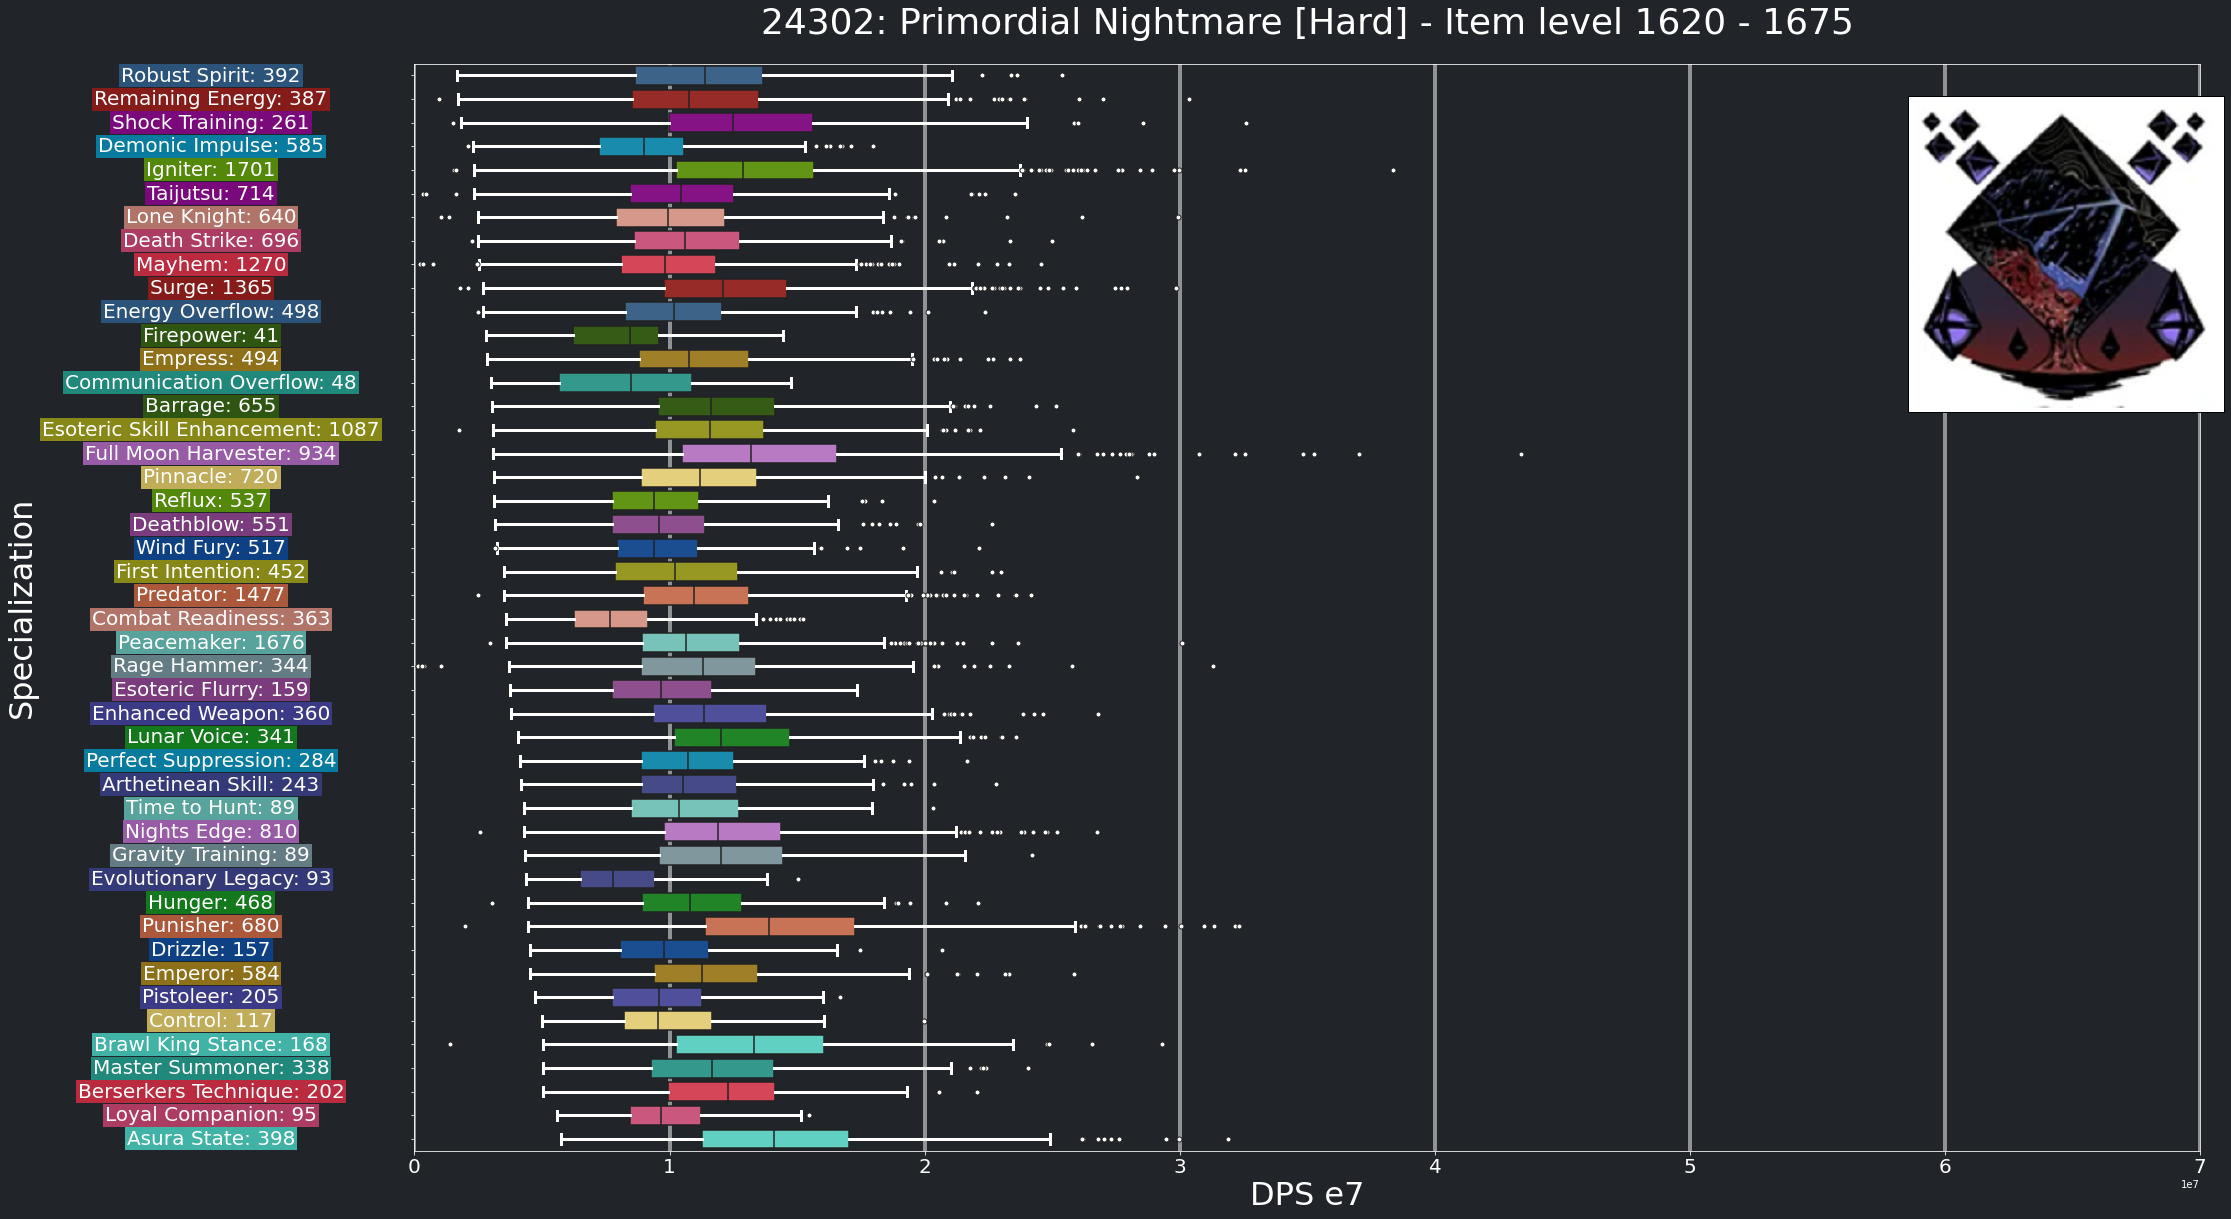 24302: Primordial Nightmare [Hard] - Item level 1620 - 1675
Robust Spirit: 392
Remaining Energy: 387
Shock Training: 261
Demonic Impulse: 585
Igniter: 1701
Taijutsu: 714
Lone Knight: 640
Death Strike: 696
Mayhem: 1270
Surge: 1365
Energy Overflow: 498
Firepower: 41
Empress: 494
Communication Overflow: 48
Barrage: 655
Esoteric Skill Enhancement: 1087
Full Moon Harvester: 934
Pinnacle: 720
Reflux: 537
Deathblow: 551
Wind Fury: 517
First Intention: 452
Predator: 1477
Combat Readiness: 363
Peacemaker: 1676
Rage Hammer: 344
Esoteric Flurry: 159
Enhanced Weapon: 360
Lunar Voice: 341
Perfect Suppression: 284
Arthetinean Skill: 243
Time to Hunt: 89
Nights Edge: 810
Gravity Training: 89
Evolutionary Legacy: 93
Hunger: 468
Punisher: 680
Drizzle: 157
Emperor: 584
Pistoleer: 205
Control: 117
Brawl King Stance: 168
Master Summoner: 338
Berserkers Technique: 202
Loyal Companion: 95
Asura State: 398
Specialization
0 1 2 3 4 5 6 7
1e7
DPS e7